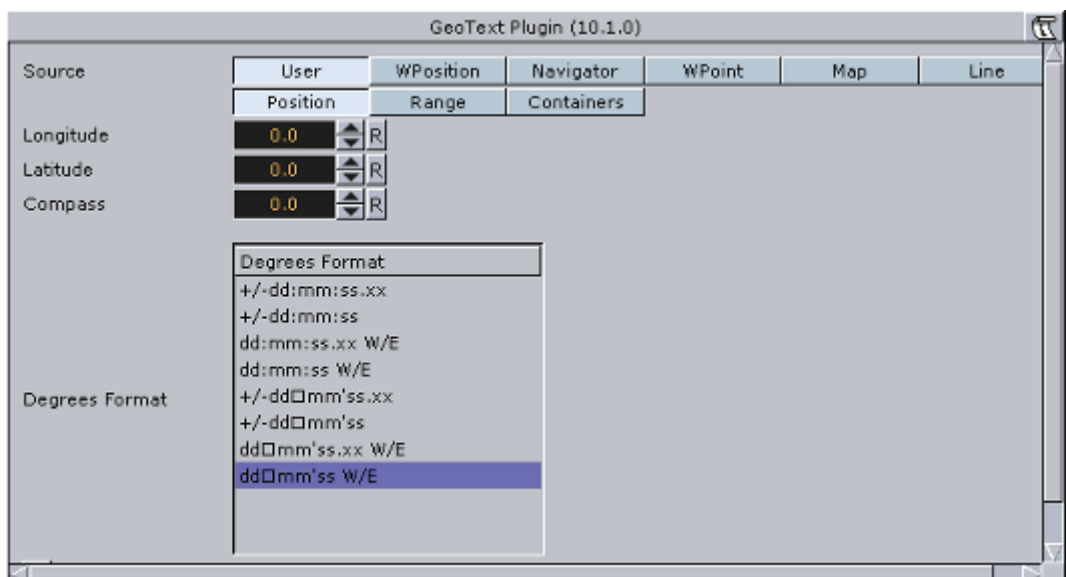 GeoText Plugin (10.1.0)
Source User WPosition Navigator WPoint Map Line
Position Range Containers
Longitude 0.0 R
Latitude 0.0 R
Compass 0.0 R
Degrees Format
+/-dd:mm:ss.xx
+/-dd:mm:ss
dd:mm:ss.xx W/E
dd:mm:ss W/E
Degrees Format +/-dd□mm'ss.xx
+/-dd□mm'ss
dd□mm'ss.xx W/E
dd□mm'ss W/E